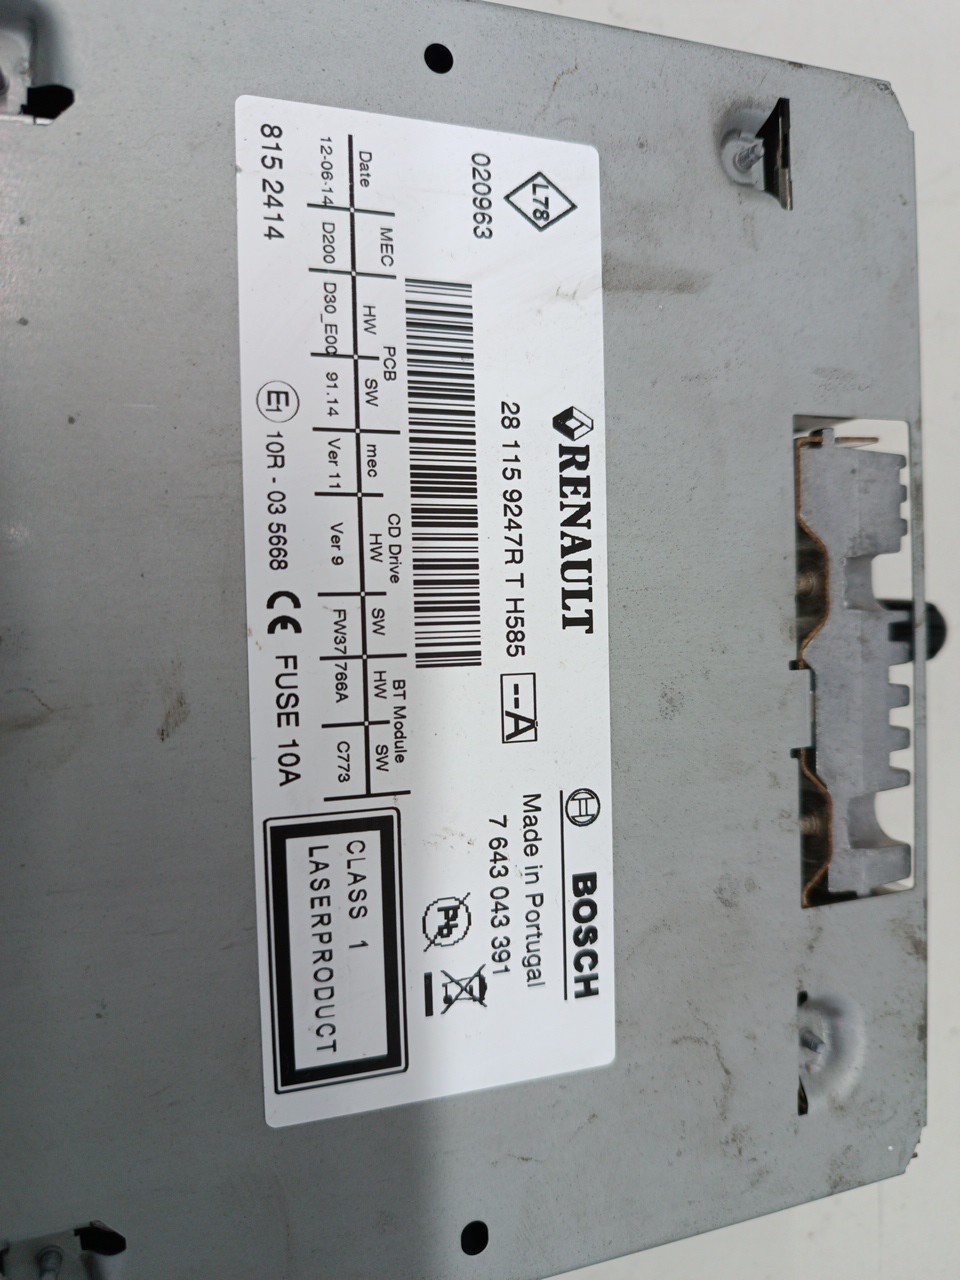 RENAULT
BOSCH
L78
28 115 9247R T H585 --A
Made in Portugal
020963
7 643 043 391
Pb
PCB CD Drive BT Module
Date MEC HW SW mec HW SW HW SW
12-06-14 D200 D30_E00 91.14 Ver 11 Ver 9 FW37 766A C773
CLASS 1
LASERPRODUCT
815 2414 E1 10R - 03 5668 CE FUSE 10A